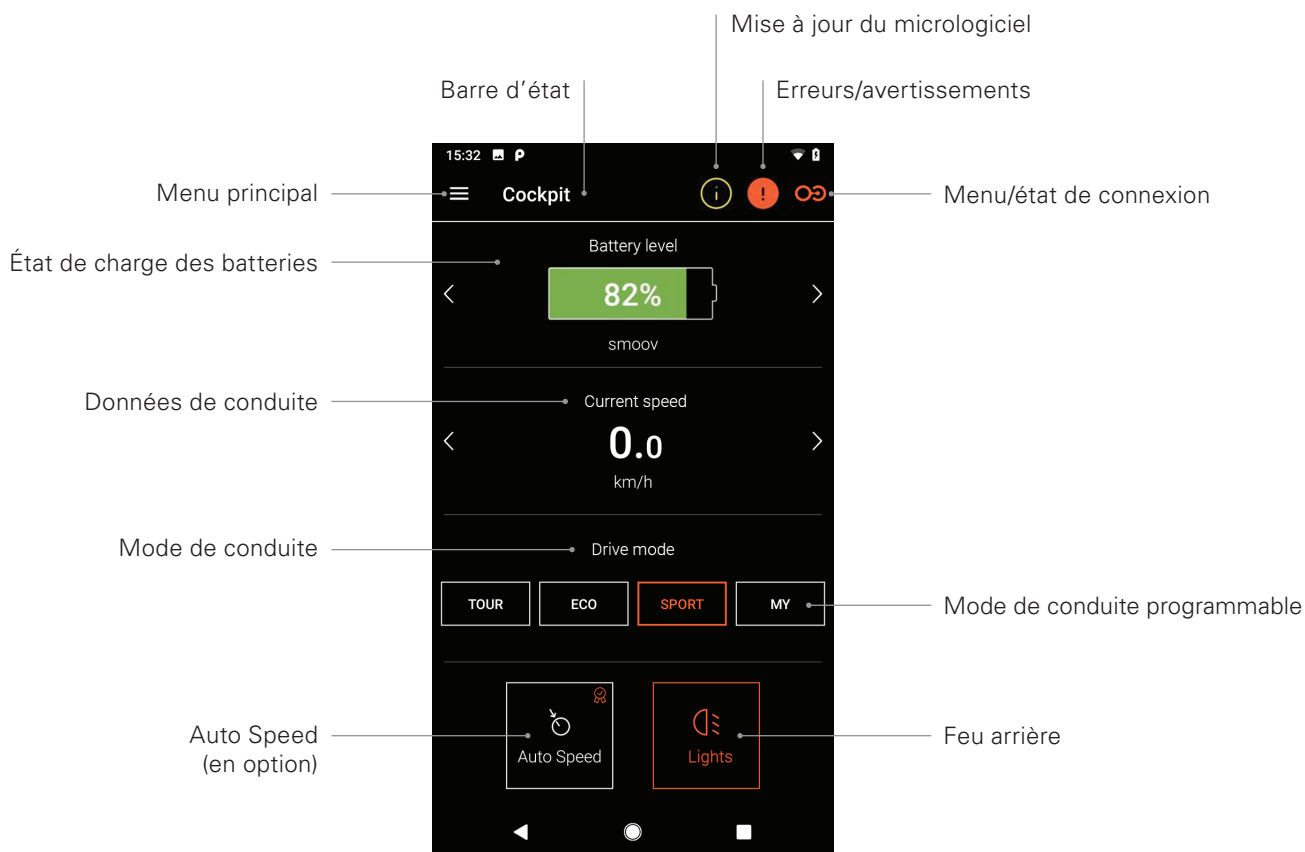 Mise à jour du micrologiciel
Barre d'état
Erreurs/avertissements
15:32
Menu principal
Cockpit
Menu/état de connexion
État de charge des batteries
Battery level
82%
smoov
Données de conduite
Current speed
0.0
km/h
Mode de conduite
Drive mode
TOUR ECO SPORT MY
Mode de conduite programmable
Auto Speed
(en option)
Auto Speed
Lights
Feu arrière